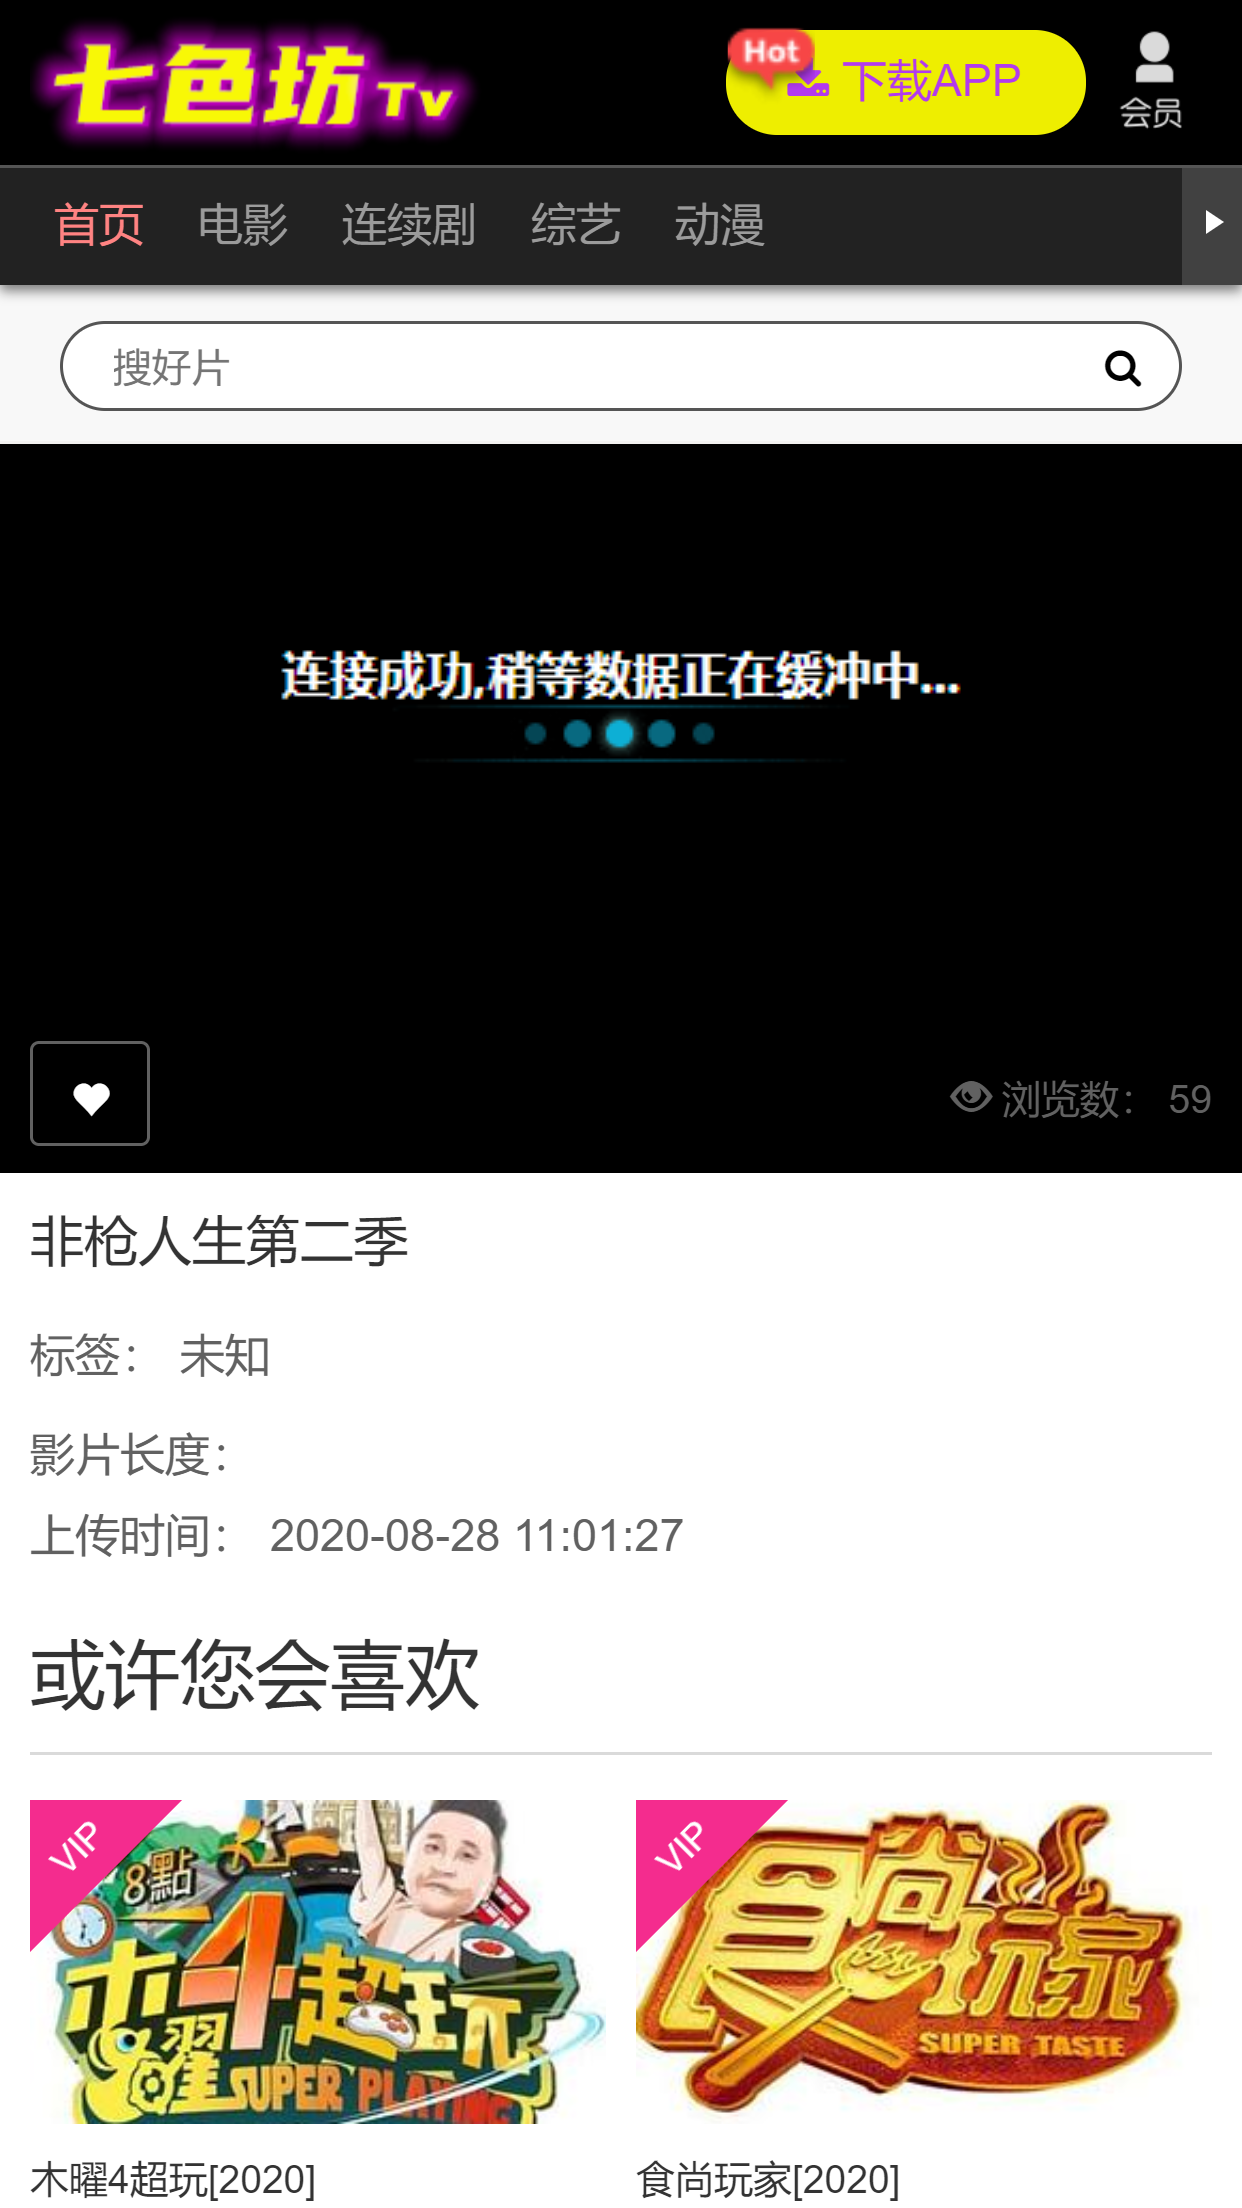 七色坊Tv
Hot
下载APP
会员
首页 电影 连续剧 综艺 动漫
搜好片
连接成功,稍等数据正在缓冲中...
浏览数： 59
非枪人生第二季
标签： 未知
影片长度：
上传时间： 2020-08-28 11:01:27
或许您会喜欢
VIP
8點
木曜4超玩
SUPER PLAYING
VIP
食尚玩家
SUPER TASTE
木曜4超玩[2020]
食尚玩家[2020]